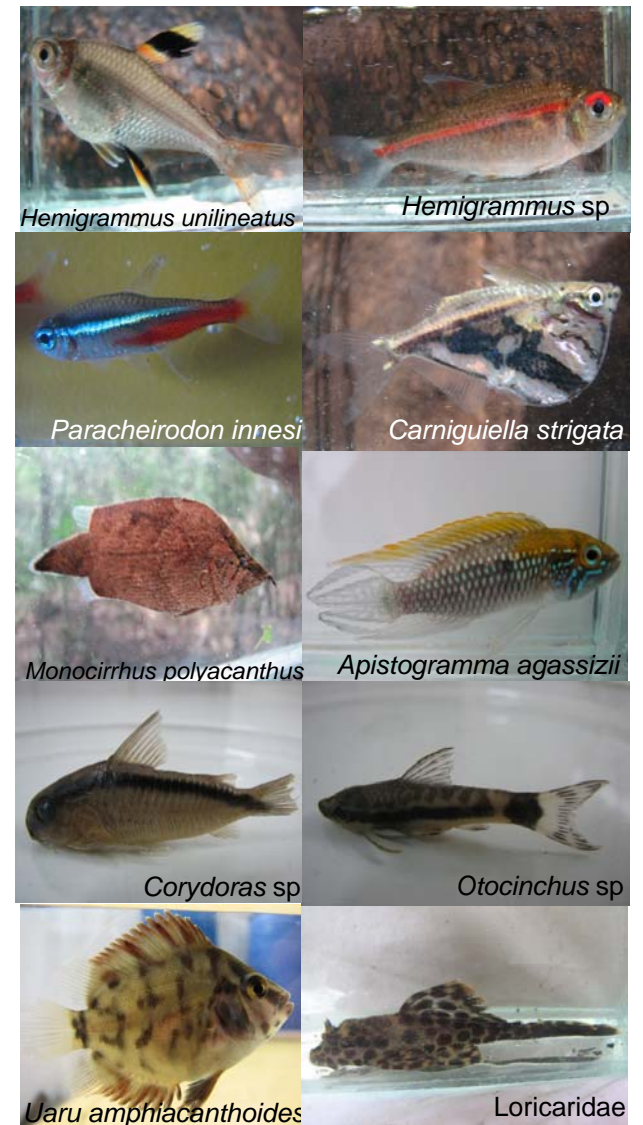 Hemigrammus unilineatus
Hemigrammus sp
Paracheirodon innesi
Carniguiella strigata
Monocirrhus polyacanthus
Apistogramma agassizii
Corydoras sp
Otocinchus sp
Uaru amphiacanthoides
Loricaridae